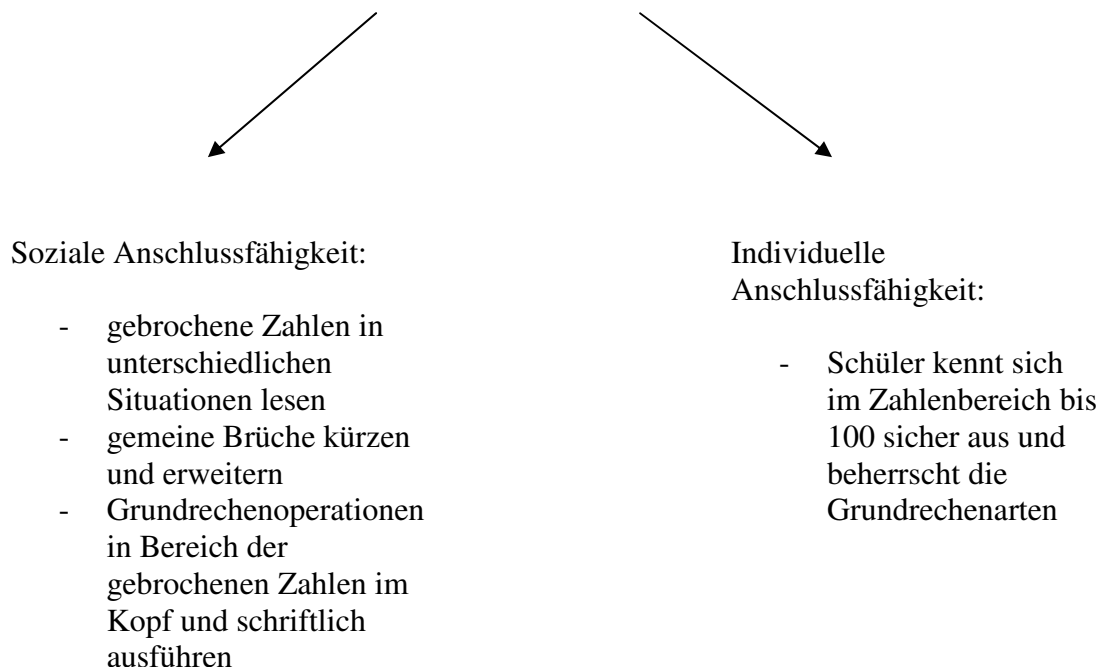 Soziale Anschlussfähigkeit:
- gebrochene Zahlen in
unterschiedlichen
Situationen lesen
- gemeine Brüche kürzen
und erweitern
- Grundrechenoperationen
in Bereich der
gebrochenen Zahlen im
Kopf und schriftlich
ausführen
Individuelle
Anschlussfähigkeit:
- Schüler kennt sich
im Zahlenbereich bis
100 sicher aus und
beherrscht die
Grundrechenarten